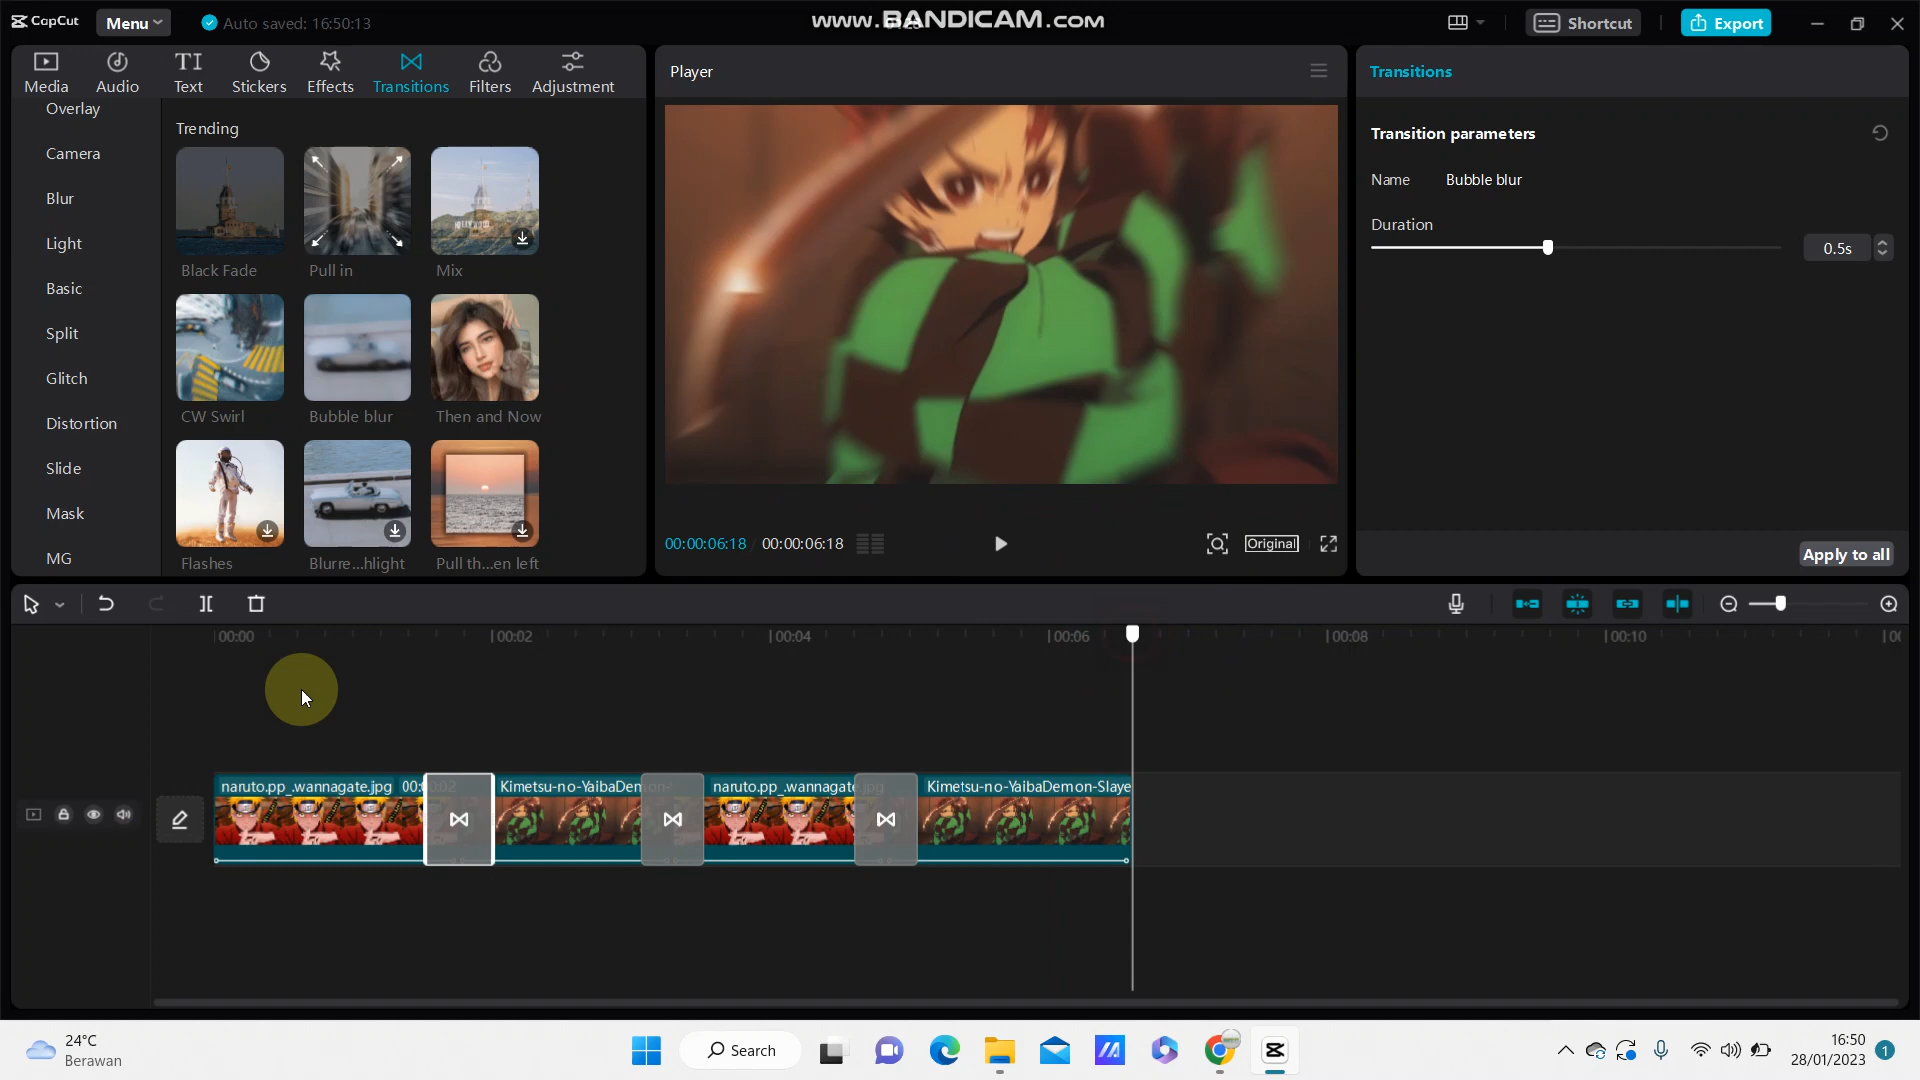 CapCut
Menu
Auto saved: 16:50:13
www.BANDICAM.com
Shortcut
Export
Media
Audio
Text
Stickers
Effects
Transitions
Filters
Adjustment
Overlay
Camera
Blur
Light
Basic
Split
Glitch
Distortion
Slide
Mask
MG
Trending
Black Fade
Pull in
Mix
CW Swirl
Bubble blur
Then and Now
Flashes
Blurre...hlight
Pull th...en left
Player
00:00:06:18
00:00:06:18
Original
Transitions
Transition parameters
Name
Bubble blur
Duration
0.5s
Apply to all
00:00
00:02
00:04
00:06
00:08
00:10
naruto.pp_.wannagate.jpg
Kimetsu-no-YaibaDemon-
naruto.pp_.wannagate.jpg
Kimetsu-no-YaibaDemon-Slaye
24°C
Berawan
Search
16:50
28/01/2023
1